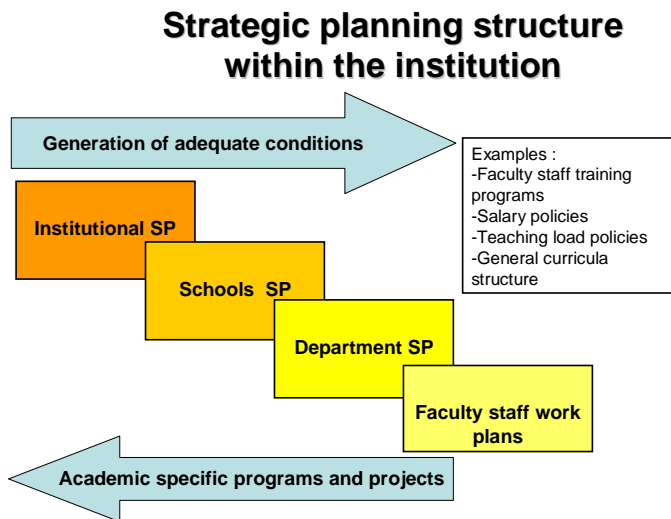 Strategic planning structure
within the institution
Generation of adequate conditions
Examples :
-Faculty staff training
programs
-Salary policies
-Teaching load policies
-General curricula
structure
Institutional SP
Schools  SP
Department SP
Faculty staff work
plans
Academic specific programs and projects